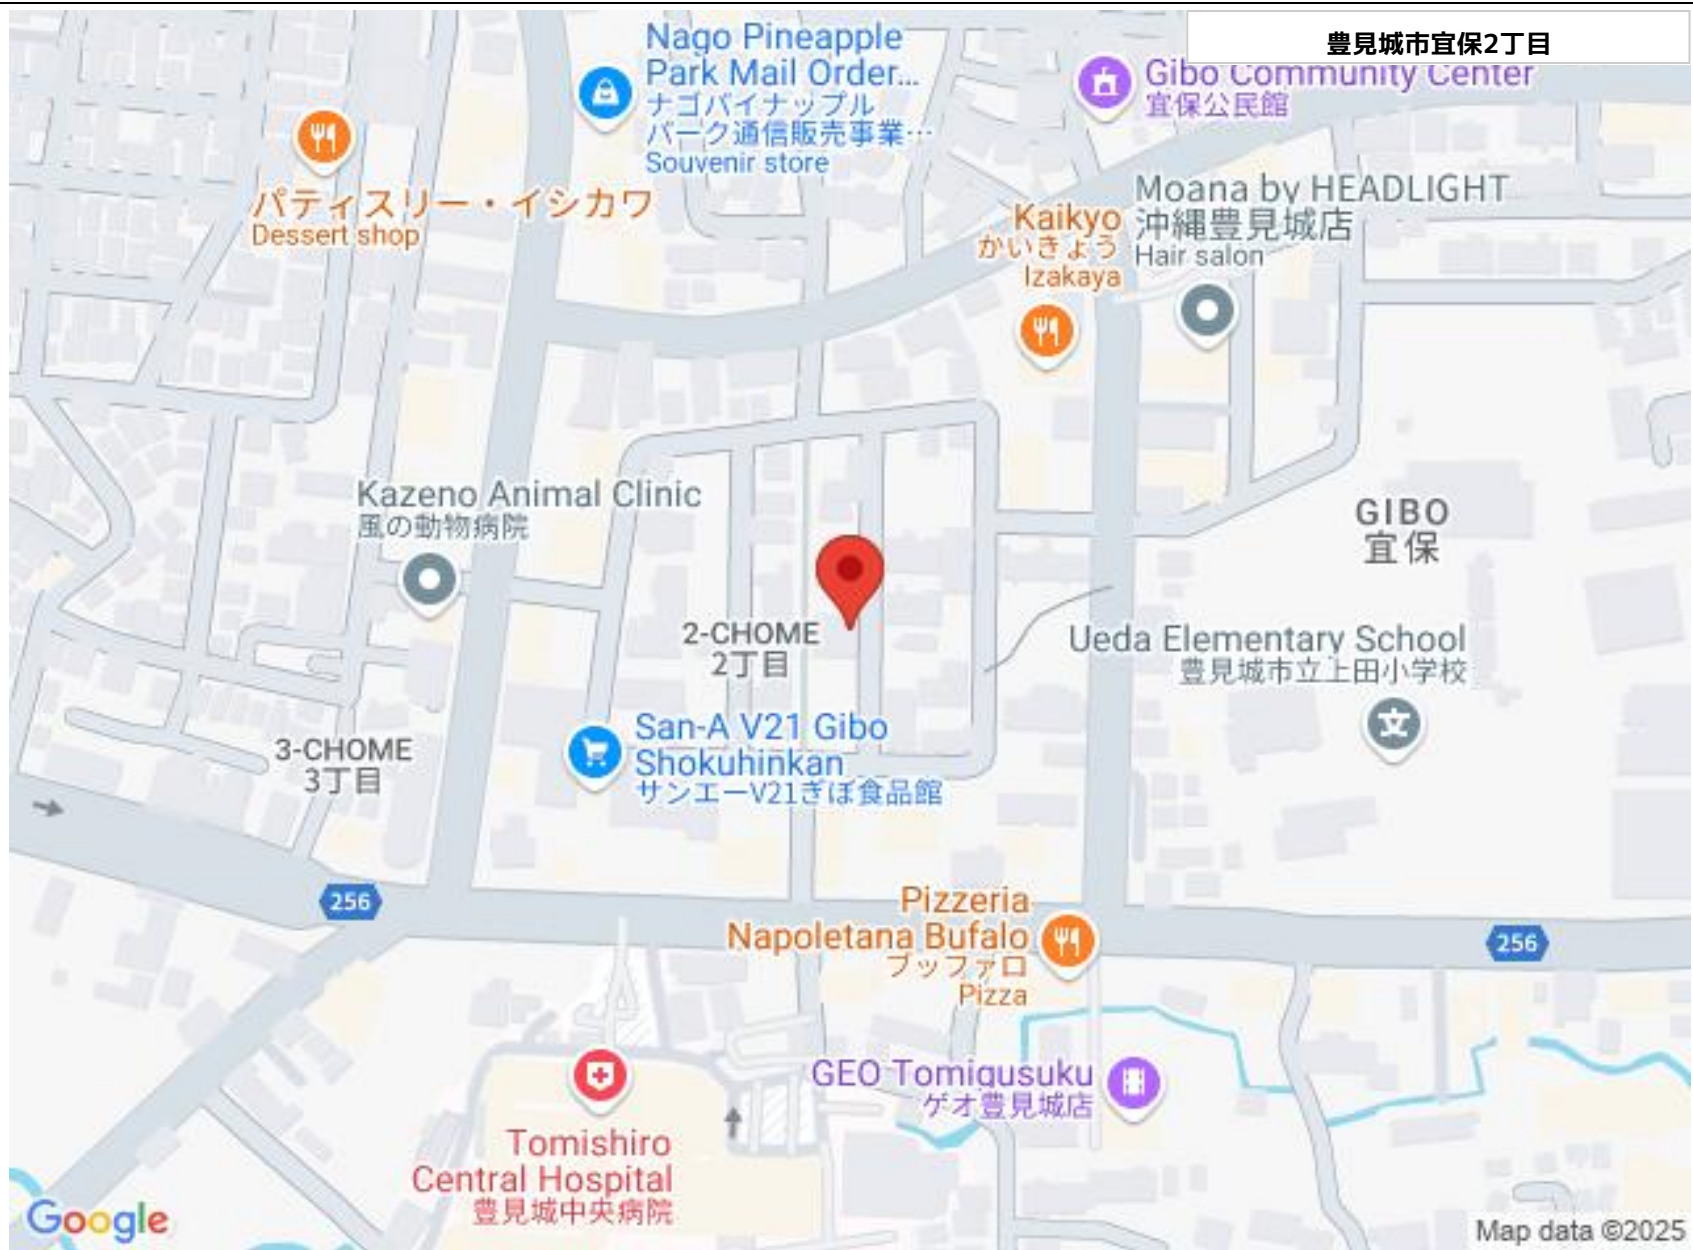 豊見城市宜保2丁目
Nago Pineapple
Park Mail Order...
ナゴパイナップル
パーク通信販売事業…
Souvenir store
Gibo Community Center
宜保公民館
パティスリー・イシカワ
Dessert shop
Moana by HEADLIGHT
沖縄豊見城店
Hair salon
Kaikyo
かいきょう
Izakaya
Kazeno Animal Clinic
風の動物病院
GIBO
宜保
2-CHOME
2丁目
Ueda Elementary School
豊見城市立上田小学校
文
San-A V21 Gibo
Shokuhinkan
サンエーV21ぎぼ食品館
3-CHOME
3丁目
256
Pizzeria
Napoletana Bufalo
ブッファロ
Pizza
256
GEO Tomigusuku
ゲオ豊見城店
Tomishiro
Central Hospital
豊見城中央病院
Google
Map data ©2025